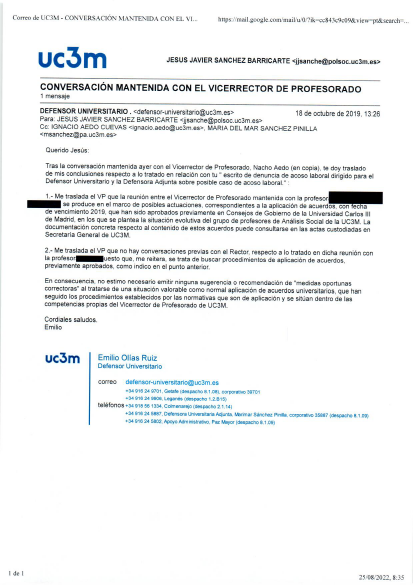 Correo de UC3M - CONVERSACIÓN MANTENIDA CON EL VI...
https://mail.google.com/mail/u/0/?ik=cc843c9c09&view=pt&search=...
uc3m
JESUS JAVIER SANCHEZ BARRICARTE <jjsanche@polsoc.uc3m.es>
CONVERSACIÓN MANTENIDA CON EL VICERRECTOR DE PROFESORADO
1 mensaje
DEFENSOR UNIVERSITARIO . <defensor-universitario@uc3m.es>
18 de octubre de 2019, 13:26
Para: JESUS JAVIER SANCHEZ BARRICARTE <jjsanche@polsoc.uc3m.es>
Cc: IGNACIO AEDO CUEVAS <ignacio.aedo@uc3m.es>, MARIA DEL MAR SANCHEZ PINILLA
<msanchez@pa.uc3m.es>
Querido Jesús:
Tras la conversación mantenida ayer con el Vicerrector de Profesorado, Nacho Aedo (en copia), te doy traslado
de mis conclusiones respecto a lo tratado en relación con tu " escrito de denuncia de acoso laboral dirigido para el
Defensor Universitario y la Defensora Adjunta sobre posible caso de acoso laboral." :
1.- Me traslada el VP que la reunión entre el Vicerrector de Profesorado mantenida con la profesor
se produce en el marco de posibles actuaciones, correspondientes a la aplicación de acuerdos, con fecha
de vencimiento 2019, que han sido aprobados previamente en Consejos de Gobierno de la Universidad Carlos III
de Madrid, en los que se plantea la situación evolutiva del grupo de profesores de Análisis Social de la UC3M. La
documentación concreta respecto al contenido de estos acuerdos puede consultarse en las actas custodiadas en
Secretaría General de UC3M.
2.- Me traslada el VP que no hay conversaciones previas con el Rector, respecto a lo tratado en dicha reunión con
la profesor uesto que, me reitera, se trata de buscar procedimientos de aplicación de acuerdos,
previamente aprobados, como indico en el punto anterior.
En consecuencia, no estimo necesario emitir ninguna sugerencia o recomendación de "medidas oportunas
correctoras" al tratarse de una situación valorable como normal aplicación de acuerdos universitarios, que han
seguido los procedimientos establecidos por las normativas que son de aplicación y se sitúan dentro de las
competencias propias del Vicerrector de Profesorado de UC3M.
Cordiales saludos,
Emilio
uc3m
Emilio Olías Ruiz
Defensor Universitario
correo defensor-universitario@uc3m.es
+34 916 24 9701, Getafe (despacho 8.1.08), corporativo 39701
+34 916 24 Leganés (despacho 1.2.B15)
teléfonos +34 918 56 1334, Colmenarejo (despacho 2.1.14)
+34 916 24 5887, Defensora Universitaria Adjunta, Merimar Sánchez Pinilla, corporativo 35887 (despacho 8.1.09)
+34 916 24 5802, Apoyo Administrativo, Paz Mayor (despacho 8.1.09)
1 de 1
25/08/2022, 8:35